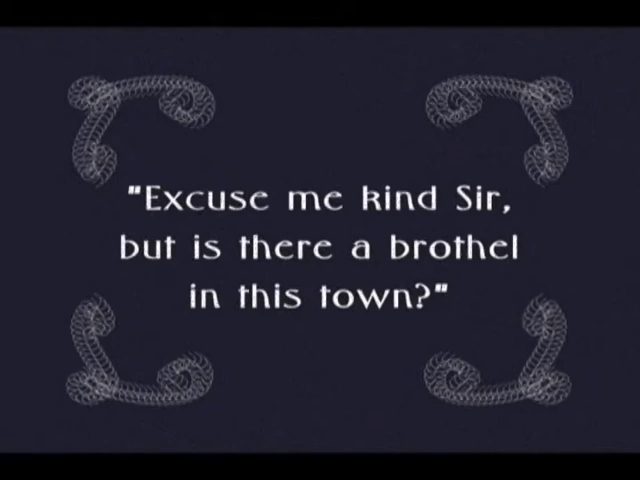 "Excuse me kind Sir,
but is there a brothel
in this town?"